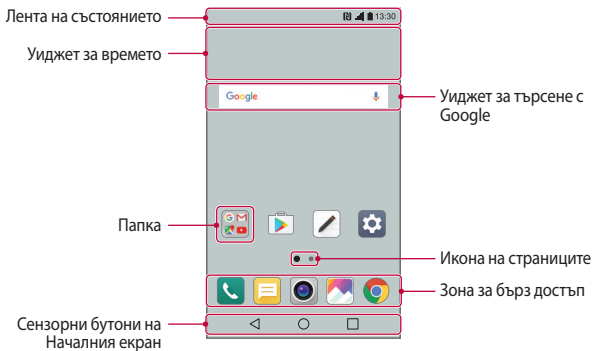 Лента на състоянието
13:30
Уиджет за времето
Google
Уиджет за търсене с
Google
Папка
Икона на страниците
Зона за бърз достъп
Сензорни бутони на
Началния екран